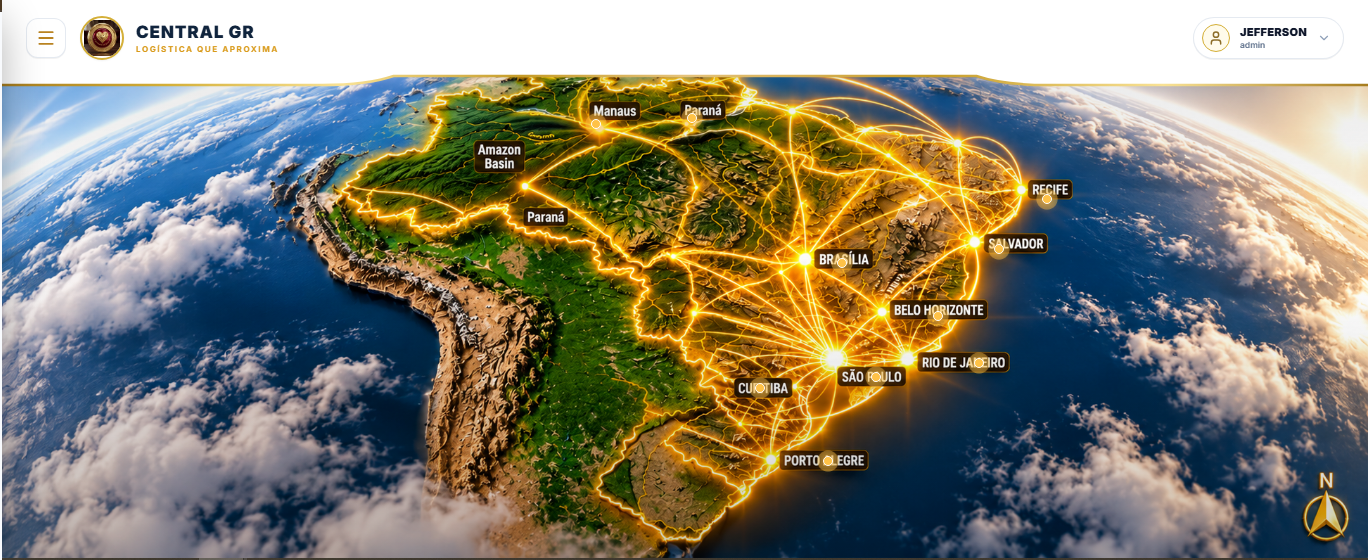 CENTRAL GR
LOGÍSTICA QUE APROXIMA
JEFFERSON
admin
Manaus
Paraná
Amazon
Basin
RECIFE
Paraná
SALVADOR
BRASÍLIA
BELO HORIZONTE
RIO DE JANEIRO
SÃO PAULO
CURITIBA
PORTO ALEGRE
N